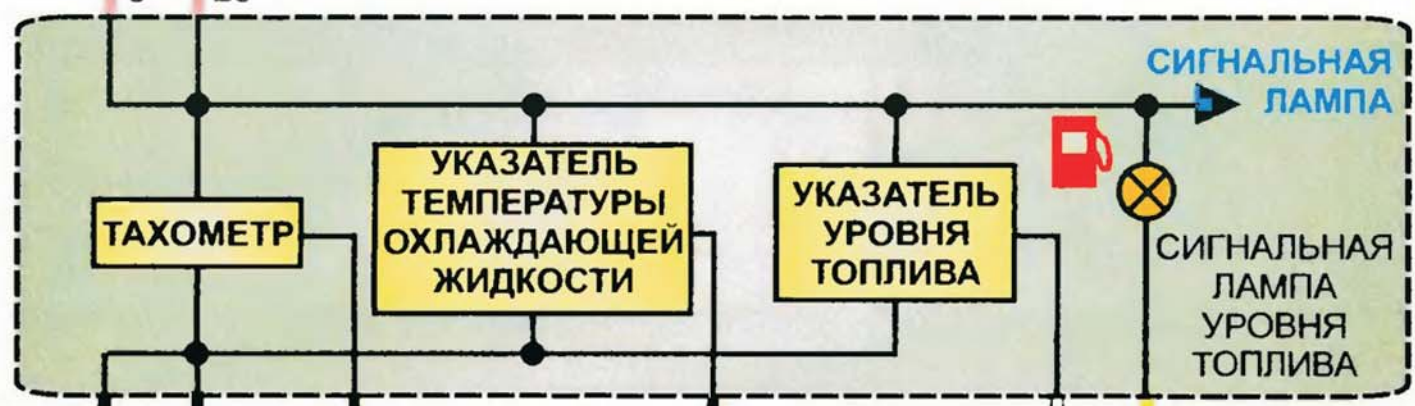 СИГНАЛЬНАЯ
ЛАМПА
ТАХОМЕТР
УКАЗАТЕЛЬ
ТЕМПЕРАТУРЫ
ОХЛАЖДАЮЩЕЙ
ЖИДКОСТИ
УКАЗАТЕЛЬ
УРОВНЯ
ТОПЛИВА
СИГНАЛЬНАЯ
ЛАМПА
УРОВНЯ
ТОПЛИВА